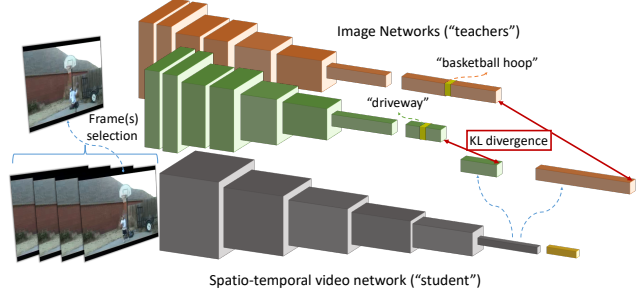 Image Networks (“teachers”)
“basketball hoop”
Frame(s)
selection
“driveway”
KL divergence
Spatio-temporal video network (“student”)